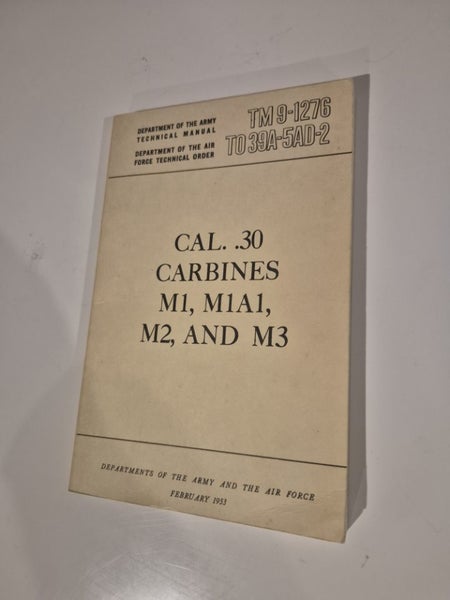 DEPARTMENT OF THE ARMY
TECHNICAL MANUAL
DEPARTMENT OF THE AIR
FORCE TECHNICAL ORDER
TM 9-1276
TO 39A-5AD-2
CAL. .30
CARBINES
M1, M1A1,
M2, AND M3
DEPARTMENTS OF THE ARMY AND THE AIR FORCE
FEBRUARY 1953